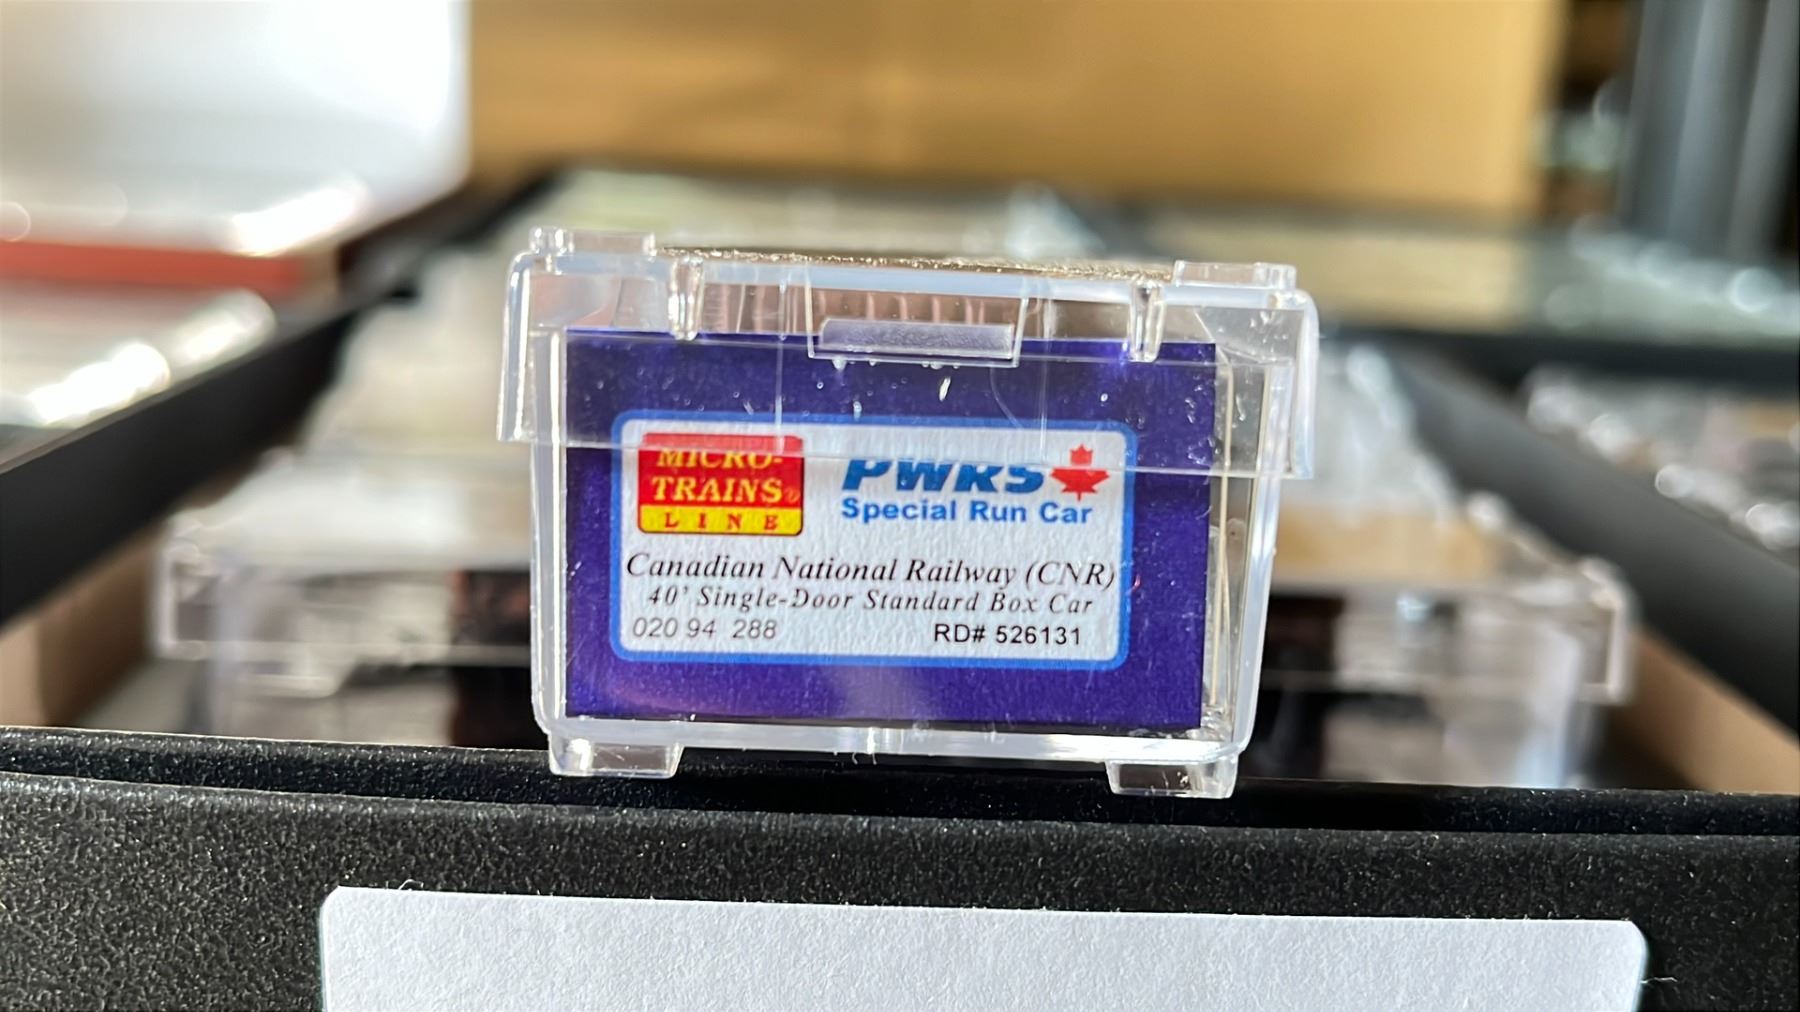 MICRO-
TRAINS®
LINE
PWRS
Special Run Car
Canadian National Railway (CNR)
40' Single-Door Standard Box Car
020 94 288 RD# 526131